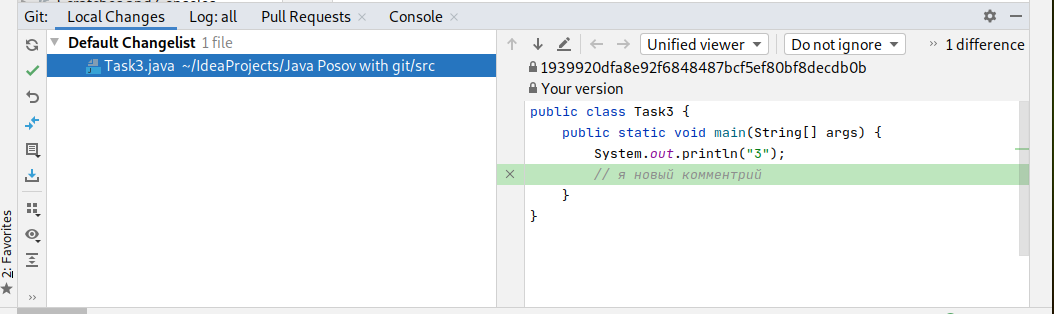 Git: Local Changes Log: all Pull Requests Console
Default Changelist 1 file
Task3.java ~/IdeaProjects/Java Posov with git/src
Unified viewer Do not ignore 1 difference
1939920dfa8e92f6848487bcf5ef80bf8decdb0b
Your version
public class Task3 {
public static void main(String[] args) {
System.out.println("3");
// я новый комментрий
}
}
2: Favorites